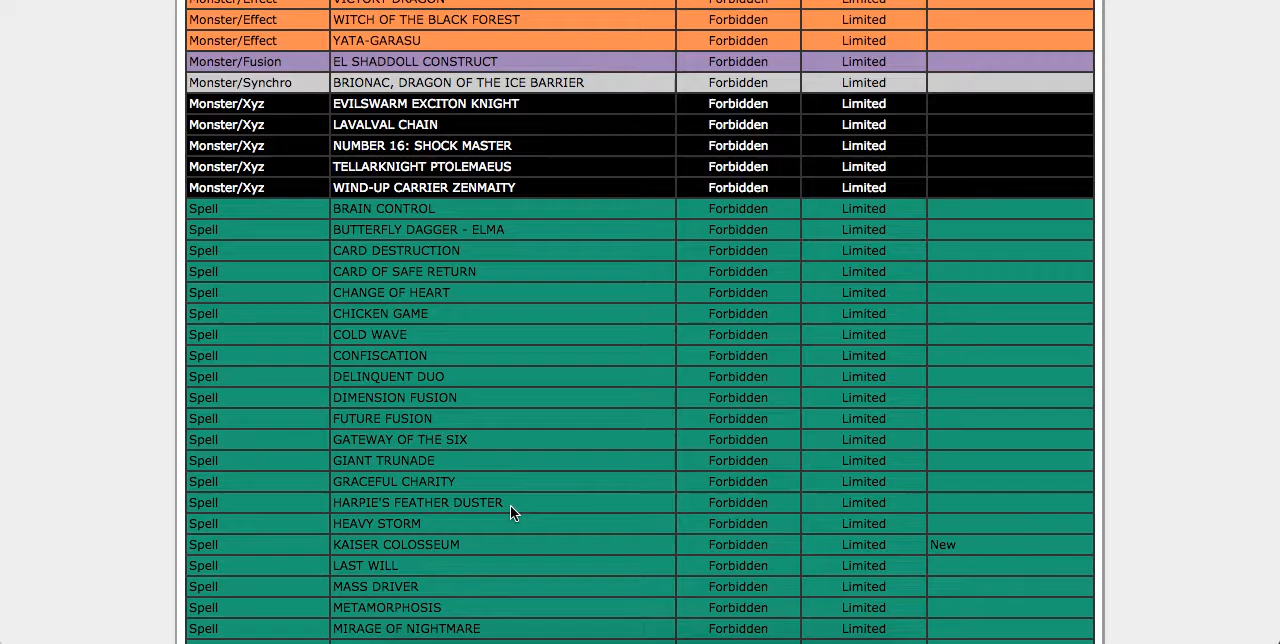 Monster/Effect VICTORY DRAGON Forbidden Limited
Monster/Effect WITCH OF THE BLACK FOREST Forbidden Limited
Monster/Effect YATA-GARASU Forbidden Limited
Monster/Fusion EL SHADDOLL CONSTRUCT Forbidden Limited
Monster/Synchro BRIONAC, DRAGON OF THE ICE BARRIER Forbidden Limited
Monster/Xyz EVILSWARM EXCITON KNIGHT Forbidden Limited
Monster/Xyz LAVALVAL CHAIN Forbidden Limited
Monster/Xyz NUMBER 16: SHOCK MASTER Forbidden Limited
Monster/Xyz TELLARKNIGHT PTOLEMAEUS Forbidden Limited
Monster/Xyz WIND-UP CARRIER ZENMAITY Forbidden Limited
Spell BRAIN CONTROL Forbidden Limited
Spell BUTTERFLY DAGGER - ELMA Forbidden Limited
Spell CARD DESTRUCTION Forbidden Limited
Spell CARD OF SAFE RETURN Forbidden Limited
Spell CHANGE OF HEART Forbidden Limited
Spell CHICKEN GAME Forbidden Limited
Spell COLD WAVE Forbidden Limited
Spell CONFISCATION Forbidden Limited
Spell DELINQUENT DUO Forbidden Limited
Spell DIMENSION FUSION Forbidden Limited
Spell FUTURE FUSION Forbidden Limited
Spell GATEWAY OF THE SIX Forbidden Limited
Spell GIANT TRUNADE Forbidden Limited
Spell GRACEFUL CHARITY Forbidden Limited
Spell HARPIE'S FEATHER DUSTER Forbidden Limited
Spell HEAVY STORM Forbidden Limited
Spell KAISER COLOSSEUM Forbidden Limited New
Spell LAST WILL Forbidden Limited
Spell MASS DRIVER Forbidden Limited
Spell METAMORPHOSIS Forbidden Limited
Spell MIRAGE OF NIGHTMARE Forbidden Limited